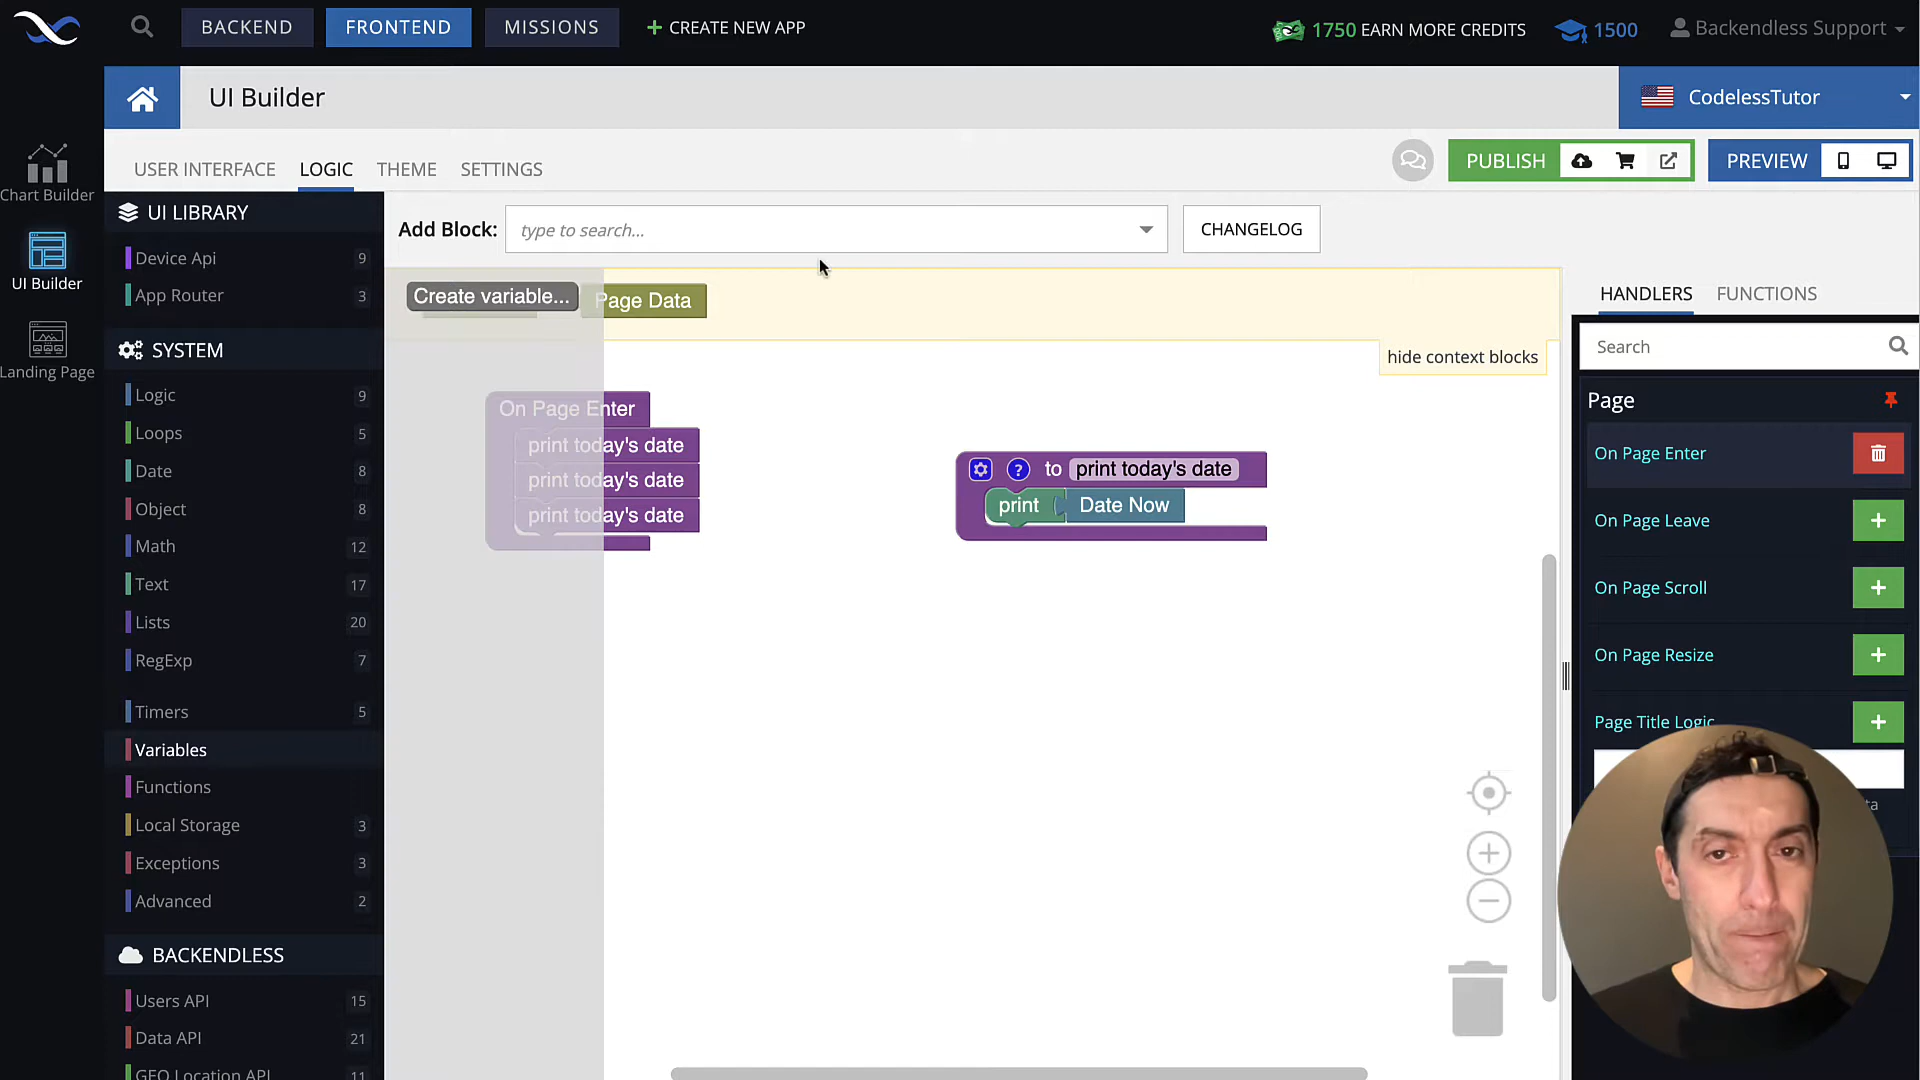 BACKEND FRONTEND MISSIONS CREATE NEW APP 1750 EARN MORE CREDITS 1500 Backendless Support
UI Builder CodelessTutor
USER INTERFACE LOGIC THEME SETTINGS PUBLISH PREVIEW
Chart Builder
UI Builder
Landing Page
UI LIBRARY
Device Api 9
App Router 3
SYSTEM
Logic 9
Loops 5
Date 8
Object 9
Math 12
Text 17
Lists 20
RegExp 7
Timers 5
Variables
Functions
Local Storage 3
Exceptions 3
Advanced 2
BACKENDLESS
Users API 15
Data API 21
GEO Location API 11
Add Block: type to search... CHANGELOG
Create variable... Page Data
hide context blocks
On Page Enter
print today's date
print today's date
print today's date
? to print today's date
print Date Now
HANDLERS FUNCTIONS
Search
Page
On Page Enter
On Page Leave
On Page Scroll
On Page Resize
Page Title Logic